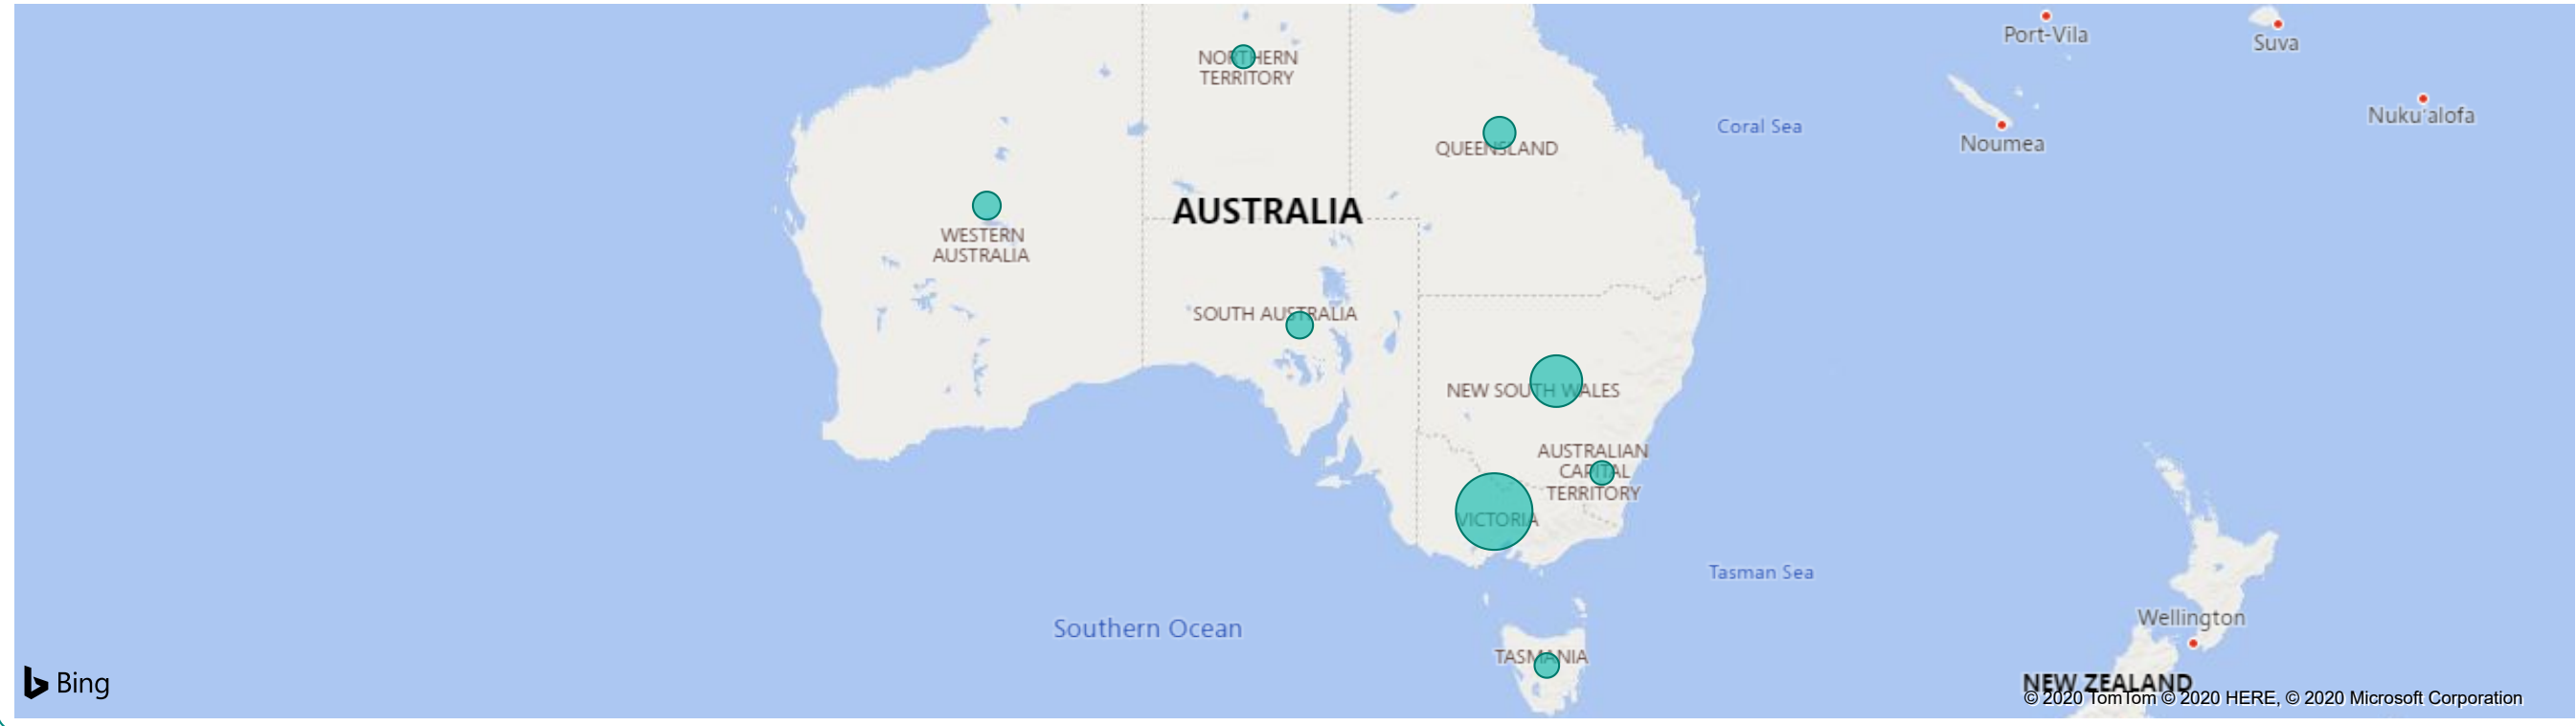 Port-Vila
Suva
NORTHERN
TERRITORY
Nuku'alofa
Coral Sea
Noumea
QUEENSLAND
AUSTRALIA
WESTERN
AUSTRALIA
SOUTH AUSTRALIA
NEW SOUTH WALES
AUSTRALIAN
CAPITAL
TERRITORY
VICTORIA
Tasman Sea
Southern Ocean
Wellington
TASMANIA
Bing
NEW ZEALAND
© 2020 TomTom © 2020 HERE, © 2020 Microsoft Corporation